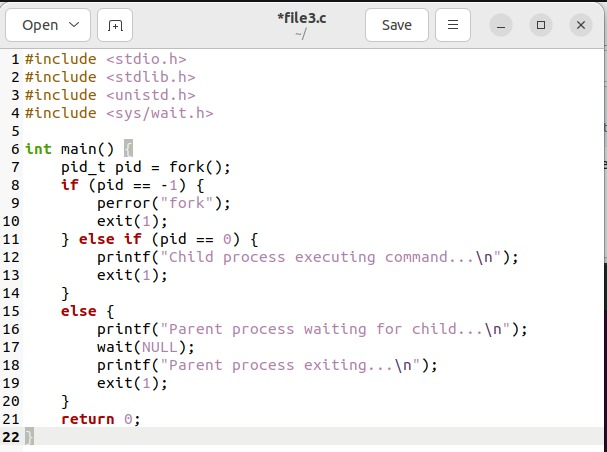 Open *file3.c Save
~/
1 #include <stdio.h>
2 #include <stdlib.h>
3 #include <unistd.h>
4 #include <sys/wait.h>
5
6 int main() {
7     pid_t pid = fork();
8     if (pid == -1) {
9         perror("fork");
10         exit(1);
11     } else if (pid == 0) {
12         printf("Child process executing command...\n");
13         exit(1);
14     }
15     else {
16         printf("Parent process waiting for child...\n");
17         wait(NULL);
18         printf("Parent process exiting...\n");
19         exit(1);
20     }
21     return 0;
22 }